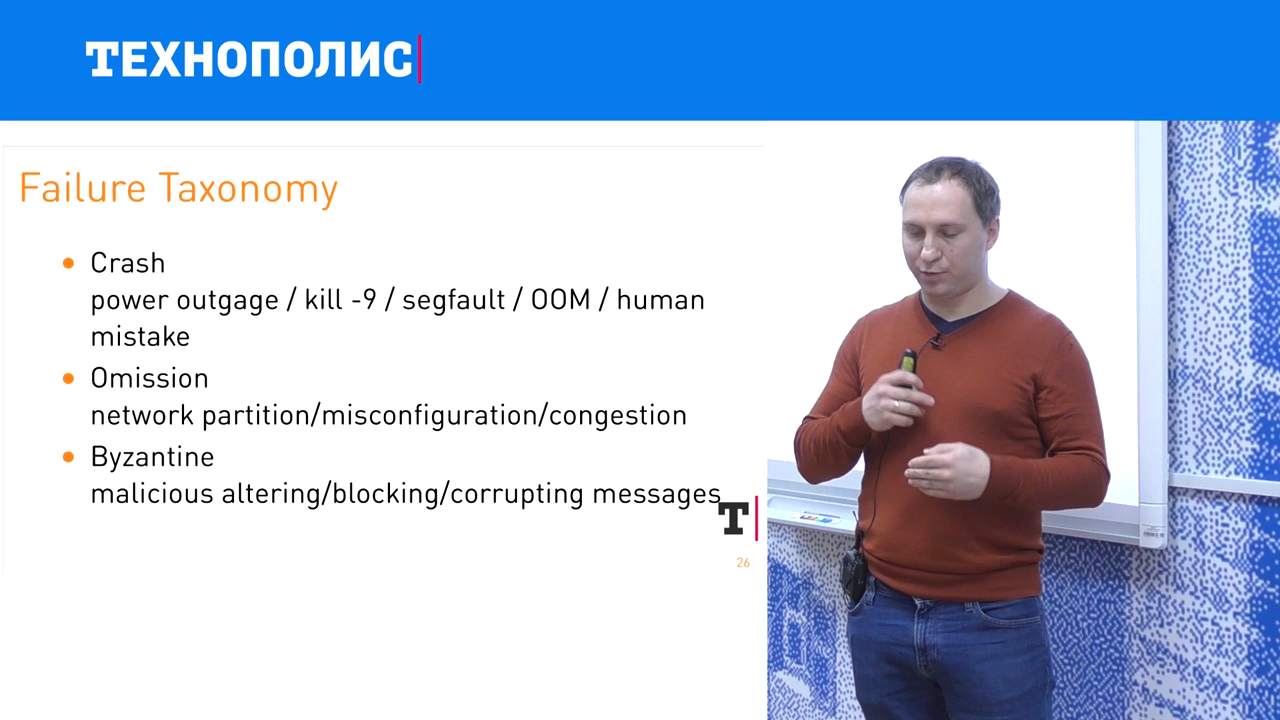 ТЕХНОПОЛИС
Failure Taxonomy
Crash
power outgage / kill -9 / segfault / OOM / human
mistake
Omission
network partition/misconfiguration/congestion
Byzantine
malicious altering/blocking/corrupting messages
Т
26